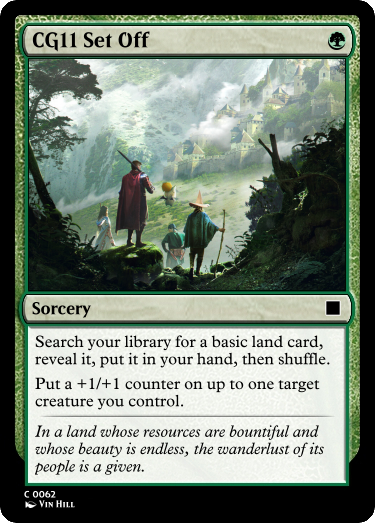 CG11 Set Off
Sorcery
Search your library for a basic land card,
reveal it, put it in your hand, then shuffle.
Put a +1/+1 counter on up to one target
creature you control.
In a land whose resources are bountiful and
whose beauty is endless, the wanderlust of its
people is a given.
C 0062
Vin Hill